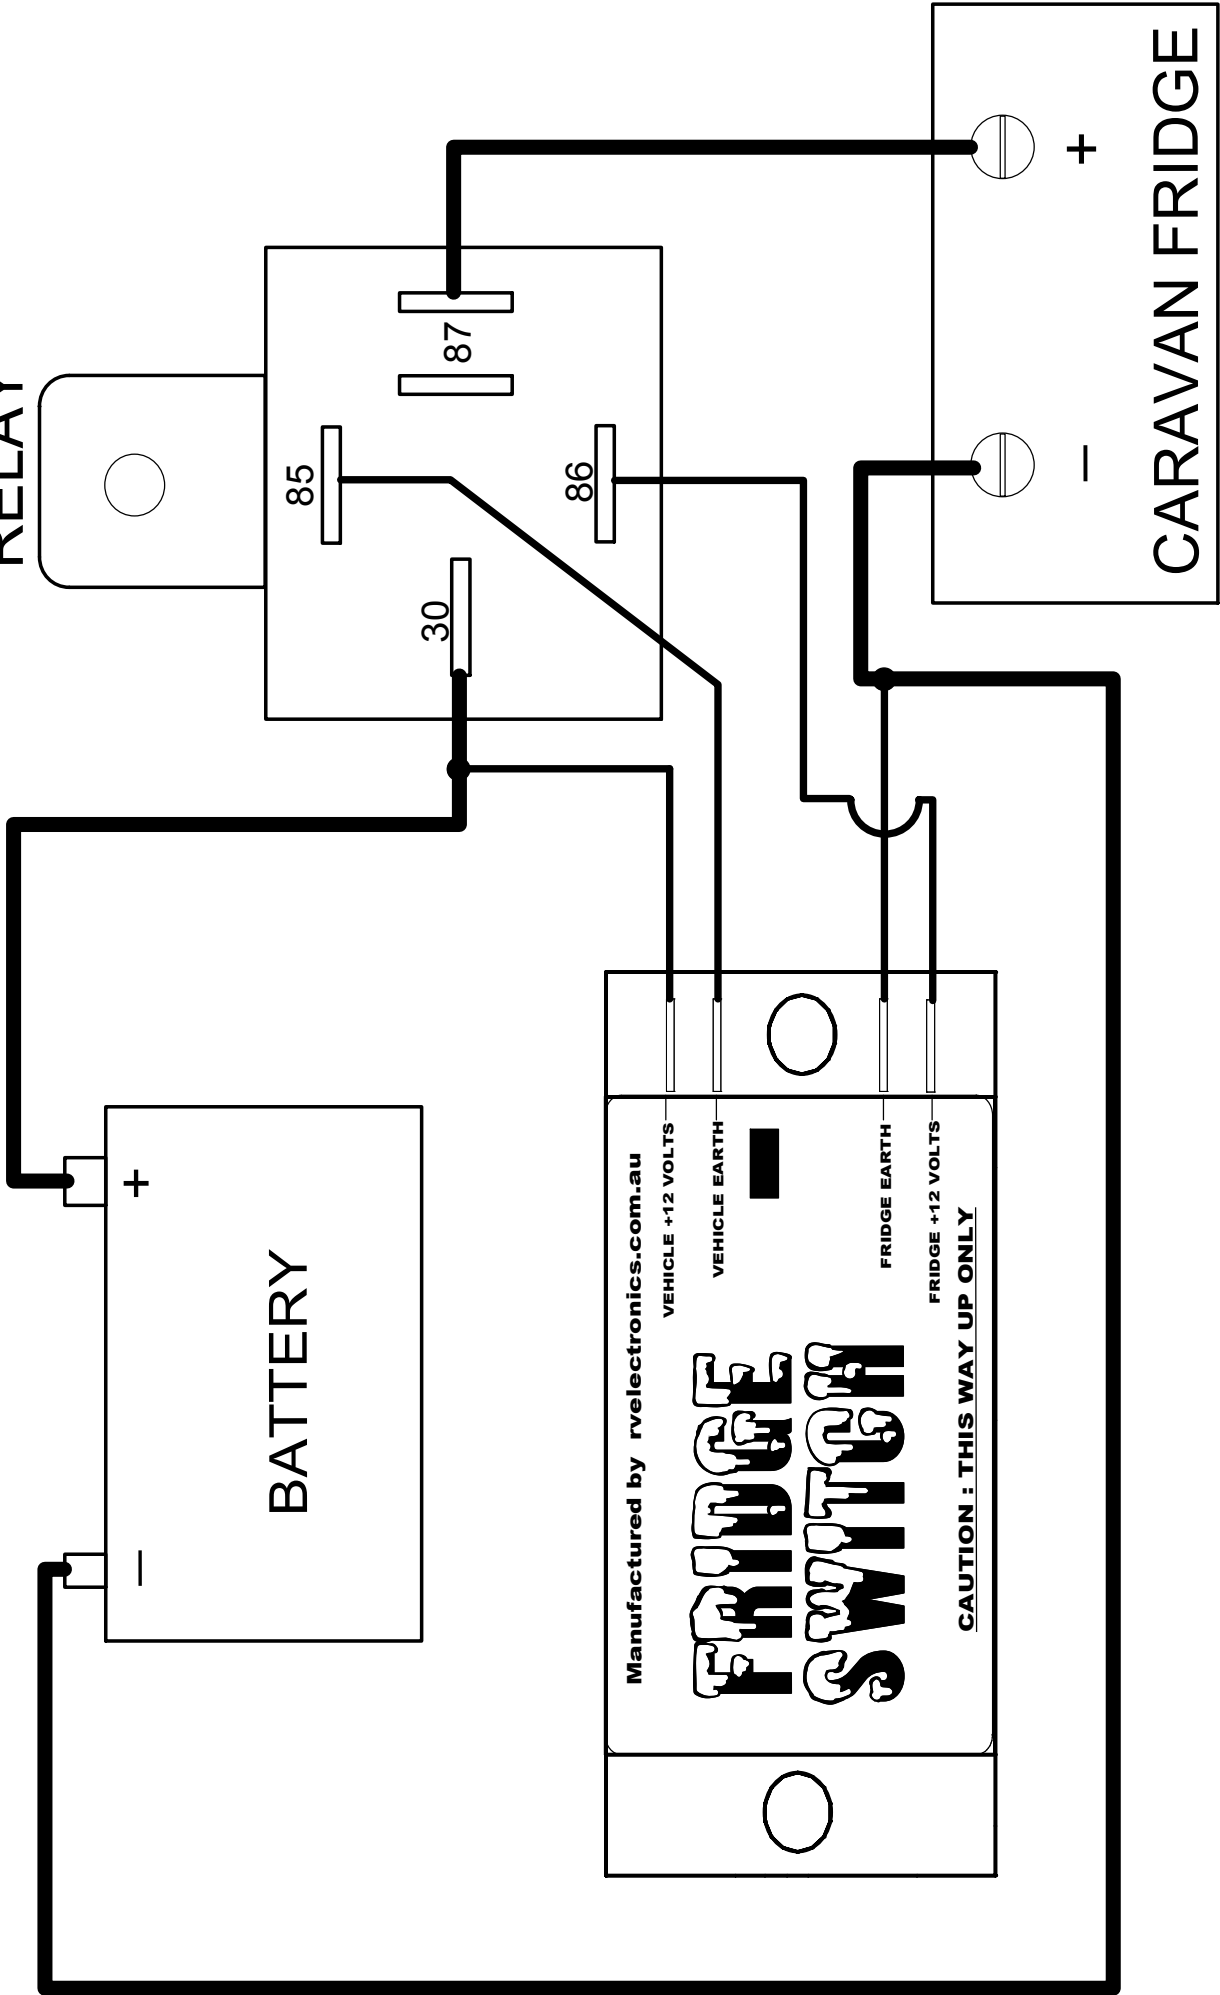 RELAY
85
87
30
86
+
−
CARAVAN FRIDGE
+
−
BATTERY
Manufactured by rvelectronics.com.au
VEHICLE +12 VOLTS
VEHICLE EARTH
FRIDGE
SWITCH
FRIDGE EARTH
FRIDGE +12 VOLTS
CAUTION : THIS WAY UP ONLY